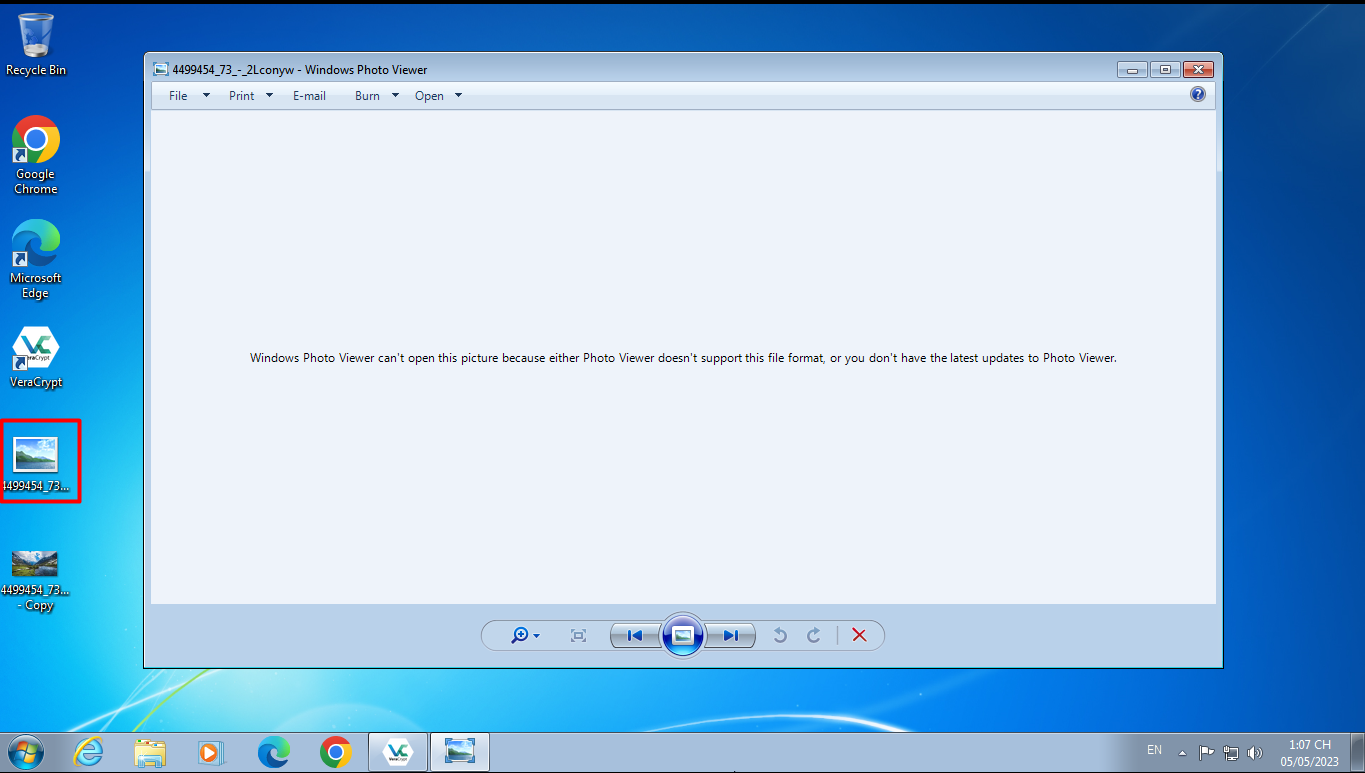 Recycle Bin
Google
Chrome
Microsoft
Edge
VeraCrypt
4499454_73...
4499454_73...
- Copy
4499454_73_-_2Lconyw - Windows Photo Viewer
File Print E-mail Burn Open
Windows Photo Viewer can't open this picture because either Photo Viewer doesn't support this file format, or you don't have the latest updates to Photo Viewer.
EN
1:07 CH
05/05/2023